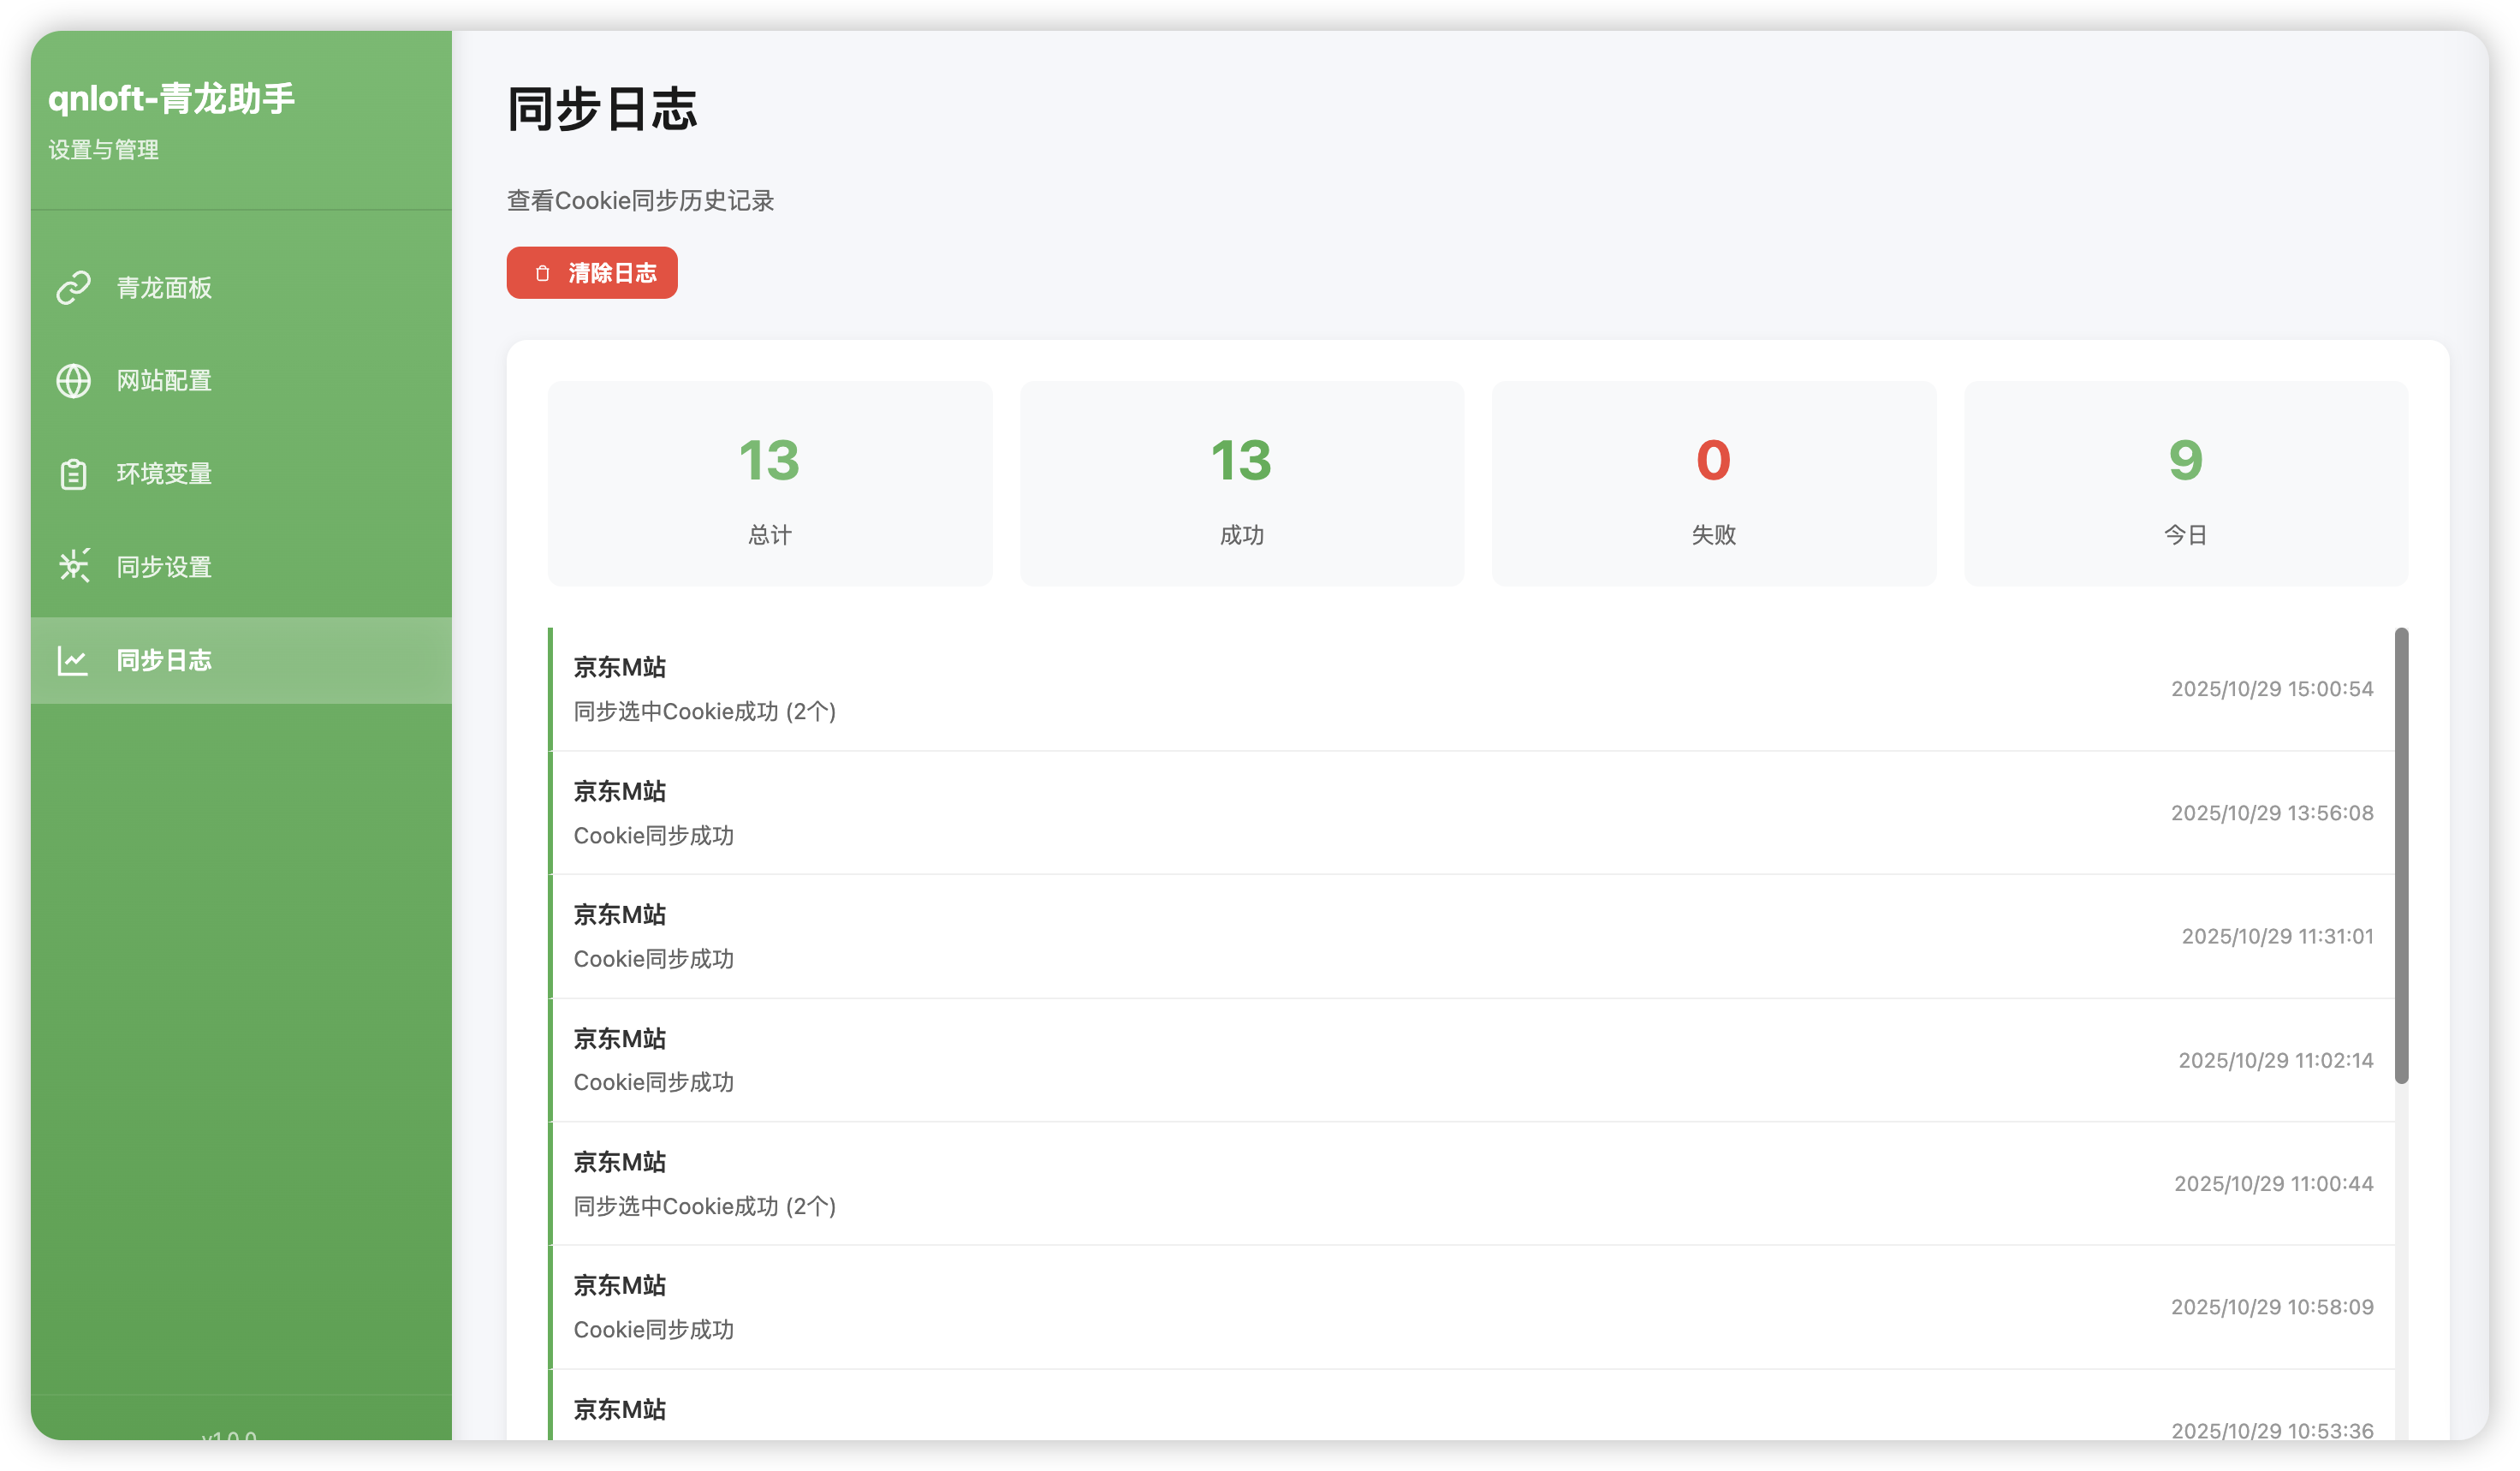 qnloft-青龙助手
设置与管理
青龙面板
网站配置
环境变量
同步设置
同步日志
v1.0.0
同步日志
查看Cookie同步历史记录
清除日志
13
总计
13
成功
0
失败
9
今日
京东M站
同步选中Cookie成功 (2个)
2025/10/29 15:00:54
京东M站
Cookie同步成功
2025/10/29 13:56:08
京东M站
Cookie同步成功
2025/10/29 11:31:01
京东M站
Cookie同步成功
2025/10/29 11:02:14
京东M站
同步选中Cookie成功 (2个)
2025/10/29 11:00:44
京东M站
Cookie同步成功
2025/10/29 10:58:09
京东M站
2025/10/29 10:53:36